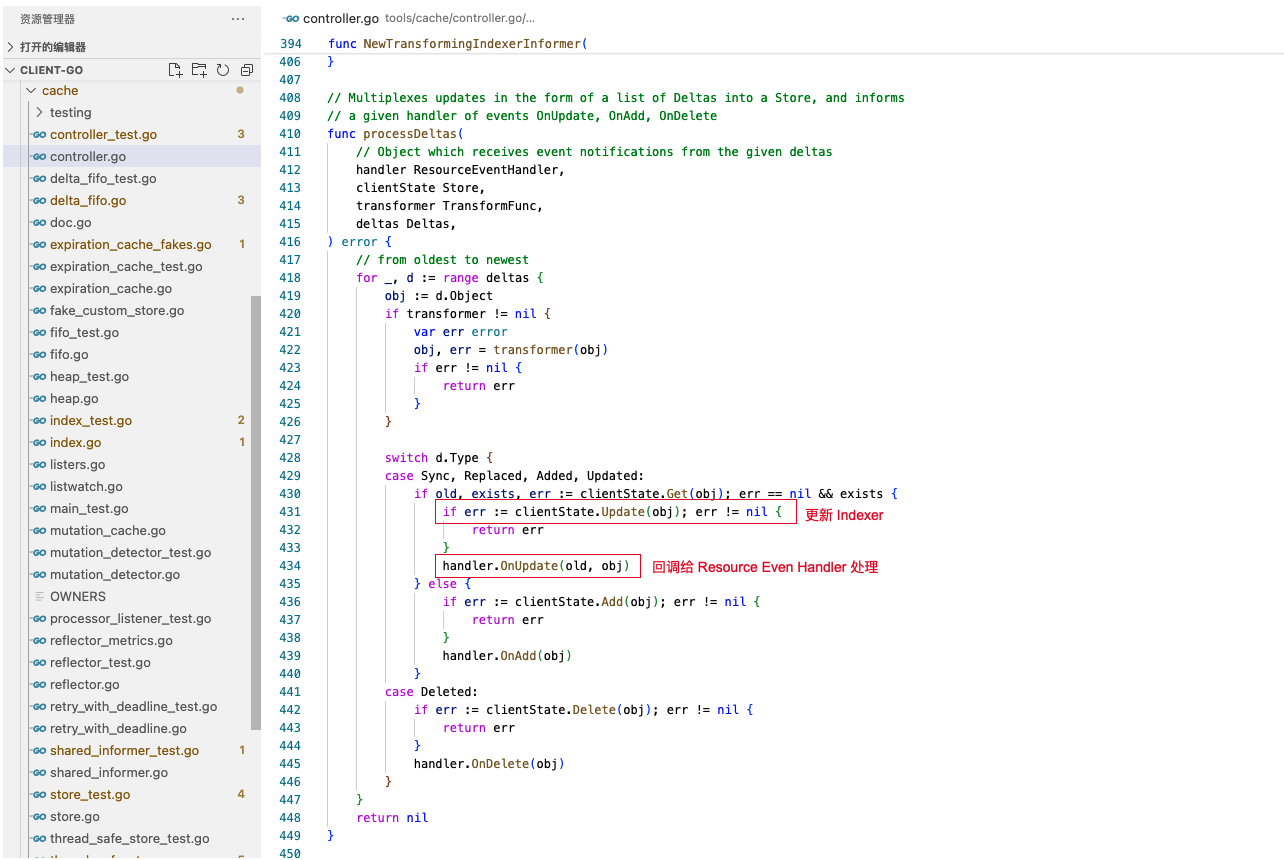 资源管理器
···
打开的编辑器
CLIENT-GO
cache
testing
controller_test.go 3
controller.go
delta_fifo_test.go
delta_fifo.go 3
doc.go
expiration_cache_fakes.go 1
expiration_cache_test.go
expiration_cache.go
fake_custom_store.go
fifo_test.go
fifo.go
heap_test.go
heap.go
index_test.go 2
index.go 1
listers.go
listwatch.go
main_test.go
mutation_cache.go
mutation_detector_test.go
mutation_detector.go
OWNERS
processor_listener_test.go
reflector_metrics.go
reflector_test.go
reflector.go
retry_with_deadline_test.go
retry_with_deadline.go
shared_informer_test.go 1
shared_informer.go
store_test.go 4
store.go
thread_safe_store_test.go
controller.go tools/cache/controller.go/...
394 func NewTransformingIndexerInformer(
406 }
407
408 // Multiplexes updates in the form of a list of Deltas into a Store, and informs
409 // a given handler of events OnUpdate, OnAdd, OnDelete
410 func processDeltas(
411 // Object which receives event notifications from the given deltas
412 handler ResourceEventHandler,
413 clientState Store,
414 transformer TransformFunc,
415 deltas Deltas,
416 ) error {
417 // from oldest to newest
418 for _, d := range deltas {
419 obj := d.Object
420 if transformer != nil {
421 var err error
422 obj, err = transformer(obj)
423 if err != nil {
424 return err
425 }
426 }
427
428 switch d.Type {
429 case Sync, Replaced, Added, Updated:
430 if old, exists, err := clientState.Get(obj); err == nil && exists {
431 if err := clientState.Update(obj); err != nil { 更新 Indexer
432 return err
433 }
434 handler.OnUpdate(old, obj) 回调给 Resource Even Handler 处理
435 } else {
436 if err := clientState.Add(obj); err != nil {
437 return err
438 }
439 handler.OnAdd(obj)
440 }
441 case Deleted:
442 if err := clientState.Delete(obj); err != nil {
443 return err
444 }
445 handler.OnDelete(obj)
446 }
447 }
448 return nil
449 }
450